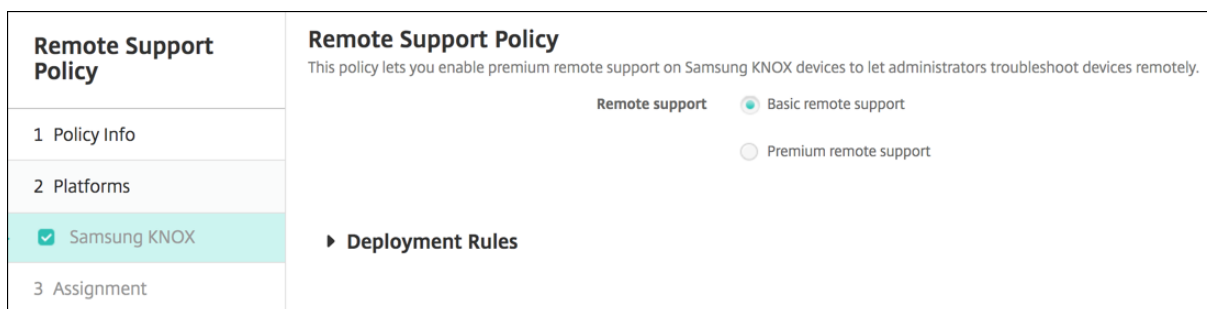 Remote Support
Policy
1 Policy Info
2 Platforms
Samsung KNOX
3 Assignment
Remote Support Policy
This policy lets you enable premium remote support on Samsung KNOX devices to let administrators troubleshoot devices remotely.
Remote support Basic remote support
Premium remote support
Deployment Rules